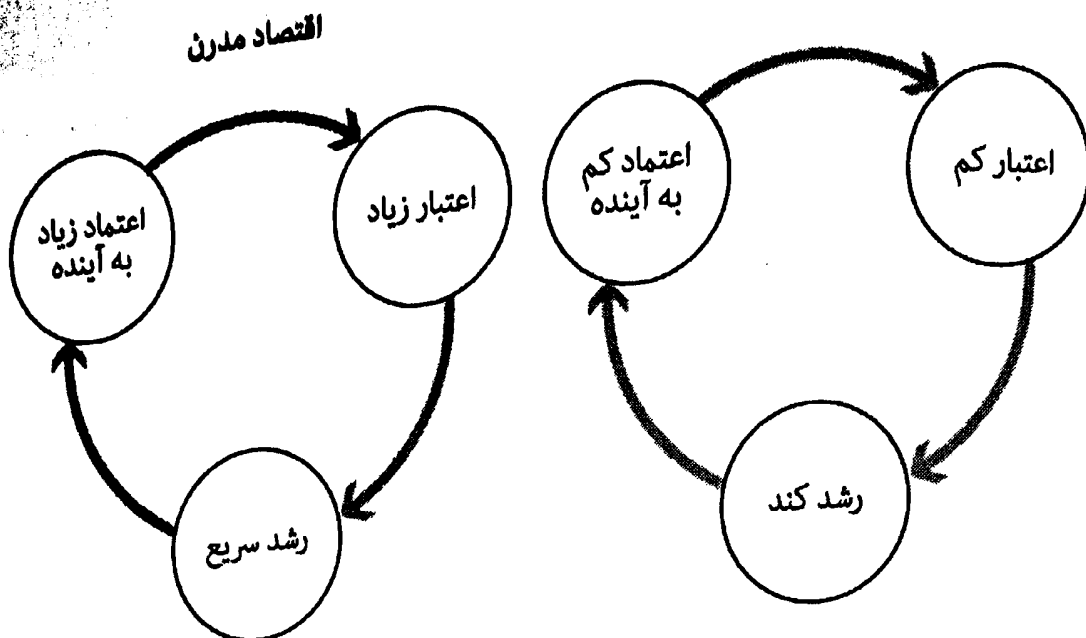 اقتصاد مدرن
اعتماد کم
به آینده
اعتبار کم
رشد کند
اعتماد زیاد
به آینده
اعتبار زیاد
رشد سریع